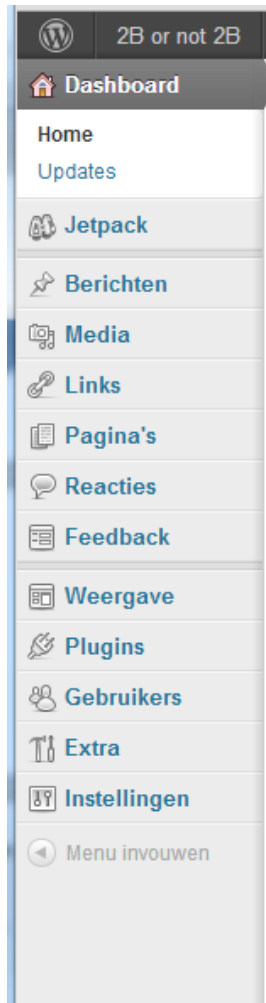 2B or not 2B
Dashboard
Home
Updates
Jetpack
Berichten
Media
Links
Pagina's
Reacties
Feedback
Weergave
Plugins
Gebruikers
Extra
Instellingen
Menu invouwen